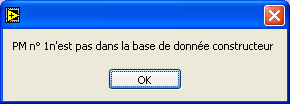 PM n° 1n'est pas dans la base de donnée constructeur
OK